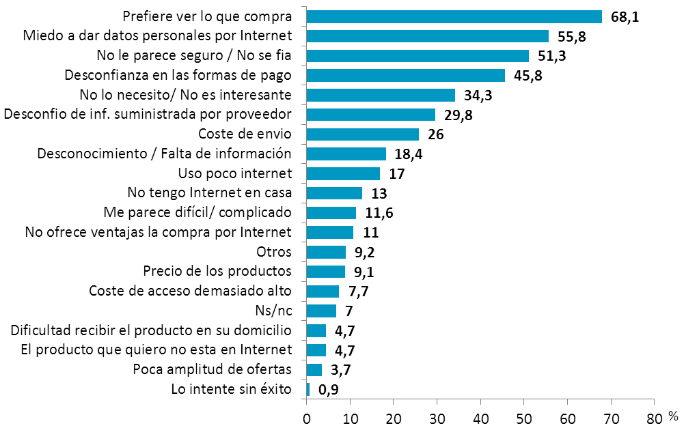 Prefiere ver lo que compra 68,1
Miedo a dar datos personales por Internet 55,8
No le parece seguro / No se fia 51,3
Desconfianza en las formas de pago 45,8
No lo necesito/ No es interesante 34,3
Desconfio de inf. suministrada por proveedor 29,8
Coste de envio 26
Desconocimiento / Falta de información 18,4
Uso poco internet 17
No tengo Internet en casa 13
Me parece difícil/ complicado 11,6
No ofrece ventajas la compra por Internet 11
Otros 9,2
Precio de los productos 9,1
Coste de acceso demasiado alto 7,7
Ns/nc 7
Dificultad recibir el producto en su domicilio 4,7
El producto que quiero no esta en Internet 4,7
Poca amplitud de ofertas 3,7
Lo intente sin éxito 0,9
0 10 20 30 40 50 60 70 80 %